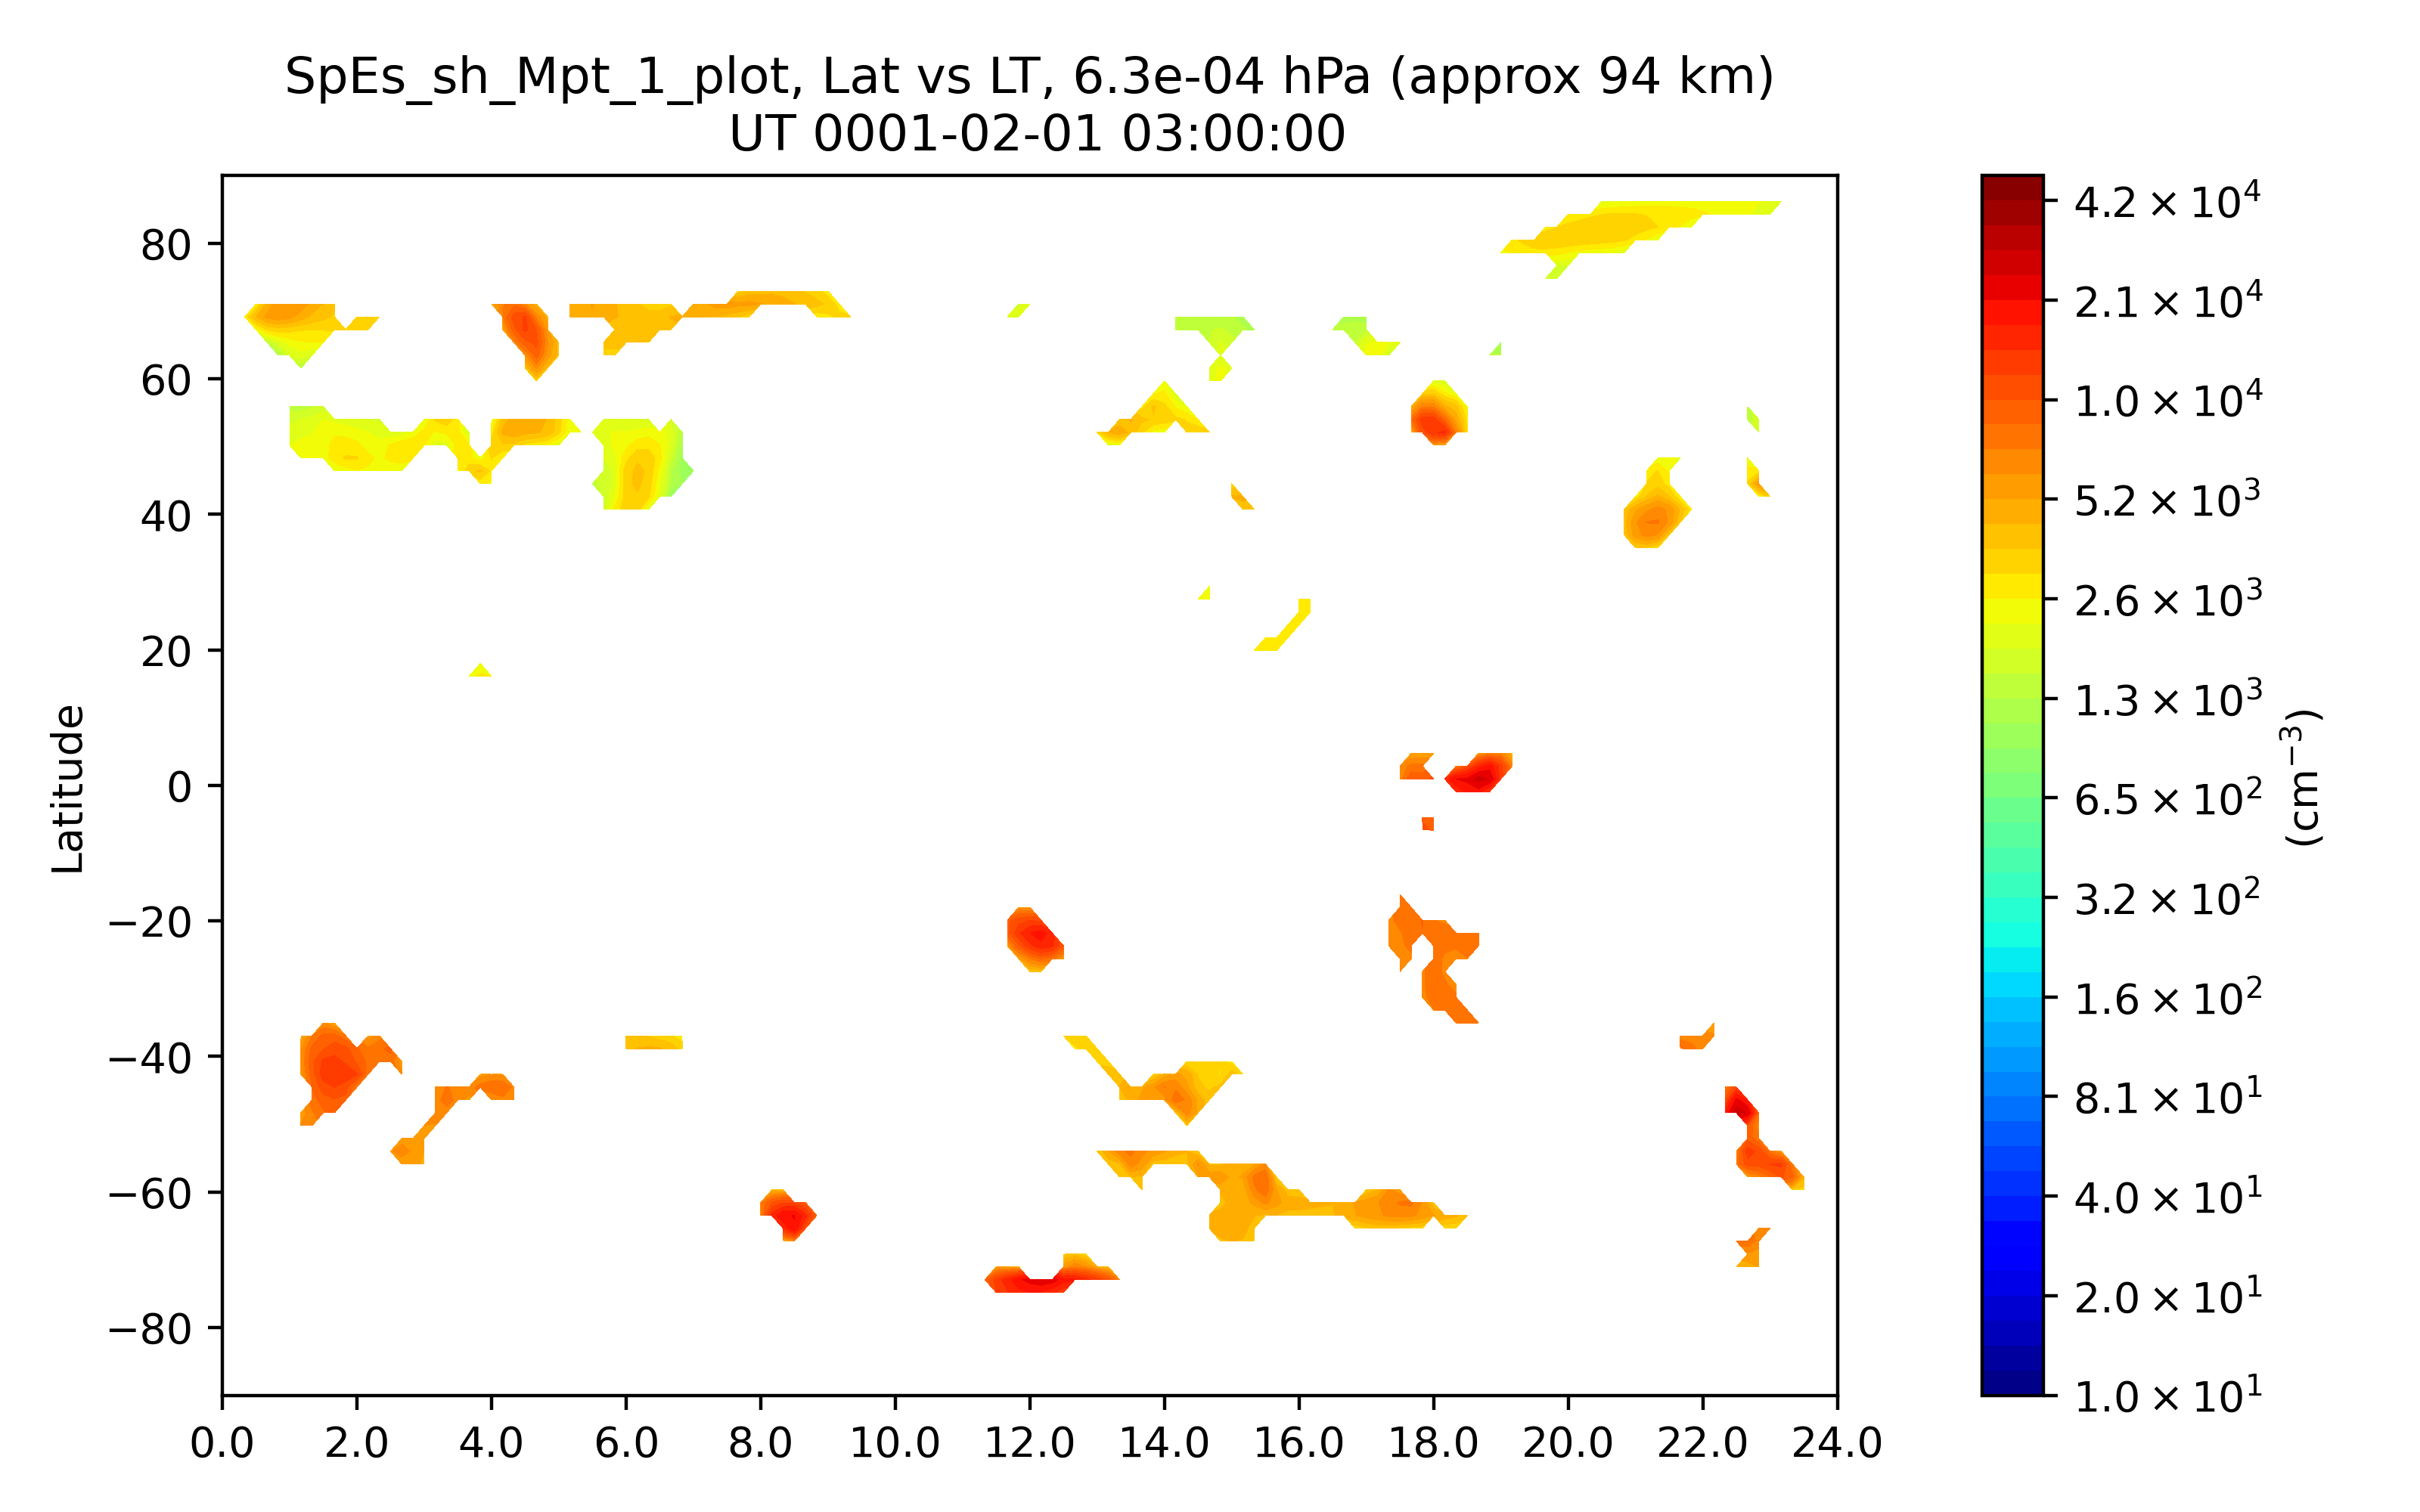 SpEs_sh_Mpt_1_plot, Lat vs LT, 6.3e-04 hPa (approx 94 km)
UT 0001-02-01 03:00:00
Latitude
80
60
40
20
0
−20
−40
−60
−80
0.0 2.0 4.0 6.0 8.0 10.0 12.0 14.0 16.0 18.0 20.0 22.0 24.0
4.2 × 10⁴
2.1 × 10⁴
1.0 × 10⁴
5.2 × 10³
2.6 × 10³
1.3 × 10³
6.5 × 10²
3.2 × 10²
1.6 × 10²
8.1 × 10¹
4.0 × 10¹
2.0 × 10¹
1.0 × 10¹
(cm⁻³)